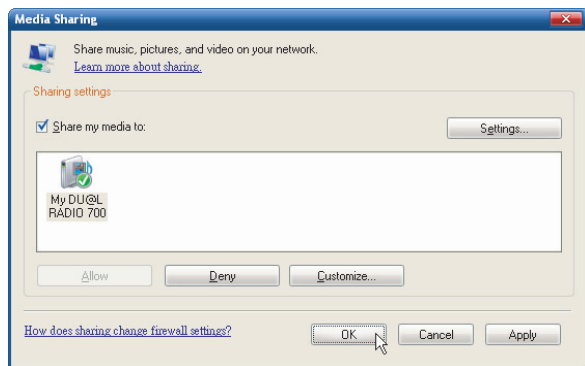 Media Sharing
Share music, pictures, and video on your network.
Learn more about sharing.
Sharing settings
Share my media to:
Settings...
My DU@L
RADIO 700
Allow
Deny
Customize...
How does sharing change firewall settings?
OK
Cancel
Apply